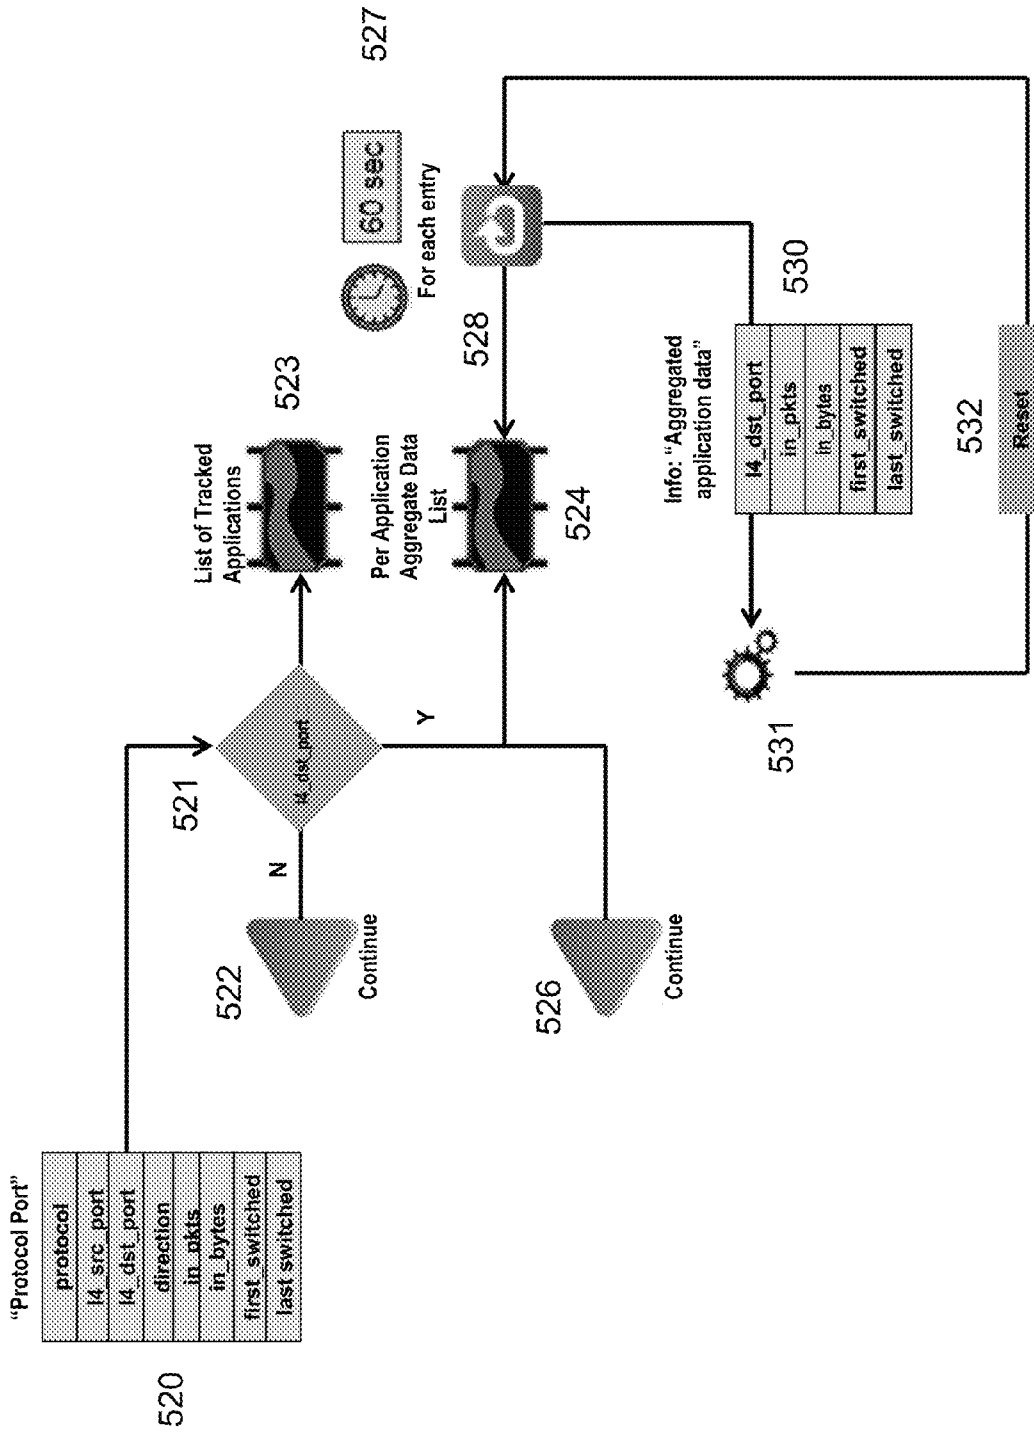 "Protocol Port"
protocol
l4_src_port
l4_dst_port
direction
in_pkts
in_bytes
first_switched
last switched
520
521
l4_dst_port
N
Y
522
Continue
526
Continue
List of Tracked
Applications
523
Per Application
Aggregate Data
List
524
60 sec
527
For each entry
528
Info: "Aggregated
application data"
l4_dst_port
in_pkts
in_bytes
first_switched
last_switched
530
531
532
Reset